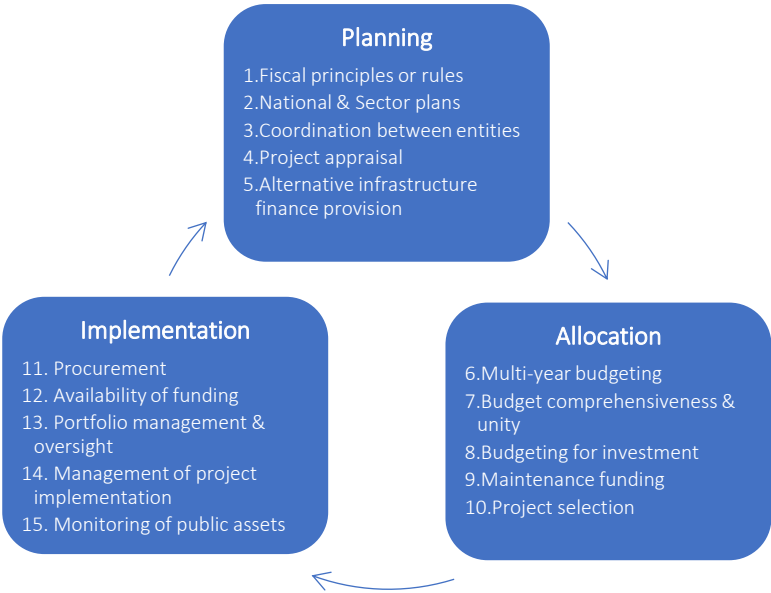 Planning
1.Fiscal principles or rules
2.National & Sector plans
3.Coordination between entities
4.Project appraisal
5.Alternative infrastructure
finance provision
Allocation
6.Multi-year budgeting
7.Budget comprehensiveness &
unity
8.Budgeting for investment
9.Maintenance funding
10.Project selection
Implementation
11. Procurement
12. Availability of funding
13. Portfolio management &
oversight
14. Management of project
implementation
15. Monitoring of public assets